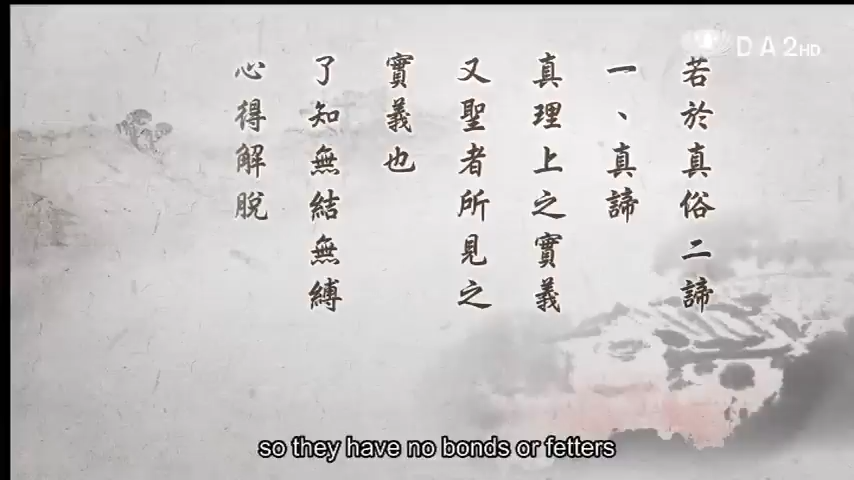 DA2HD
若於真俗二諦
一、真諦
真理上之實義
又聖者所見之
實義也
了知無結無縛
心得解脫
so they have no bonds or fetters